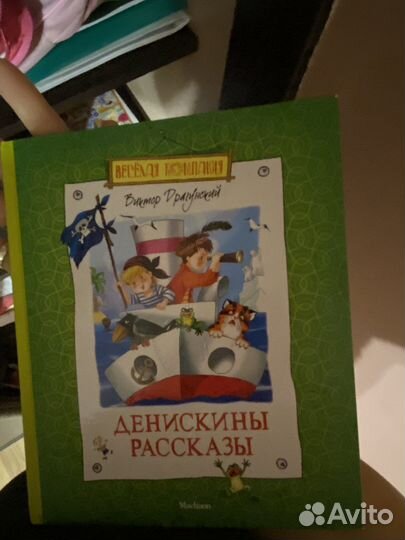 ВЕСЁЛАЯ КОМПАНИЯ
Виктор Драгунский
ДЕНИСКИНЫ
РАССКАЗЫ
Machaon
Avito